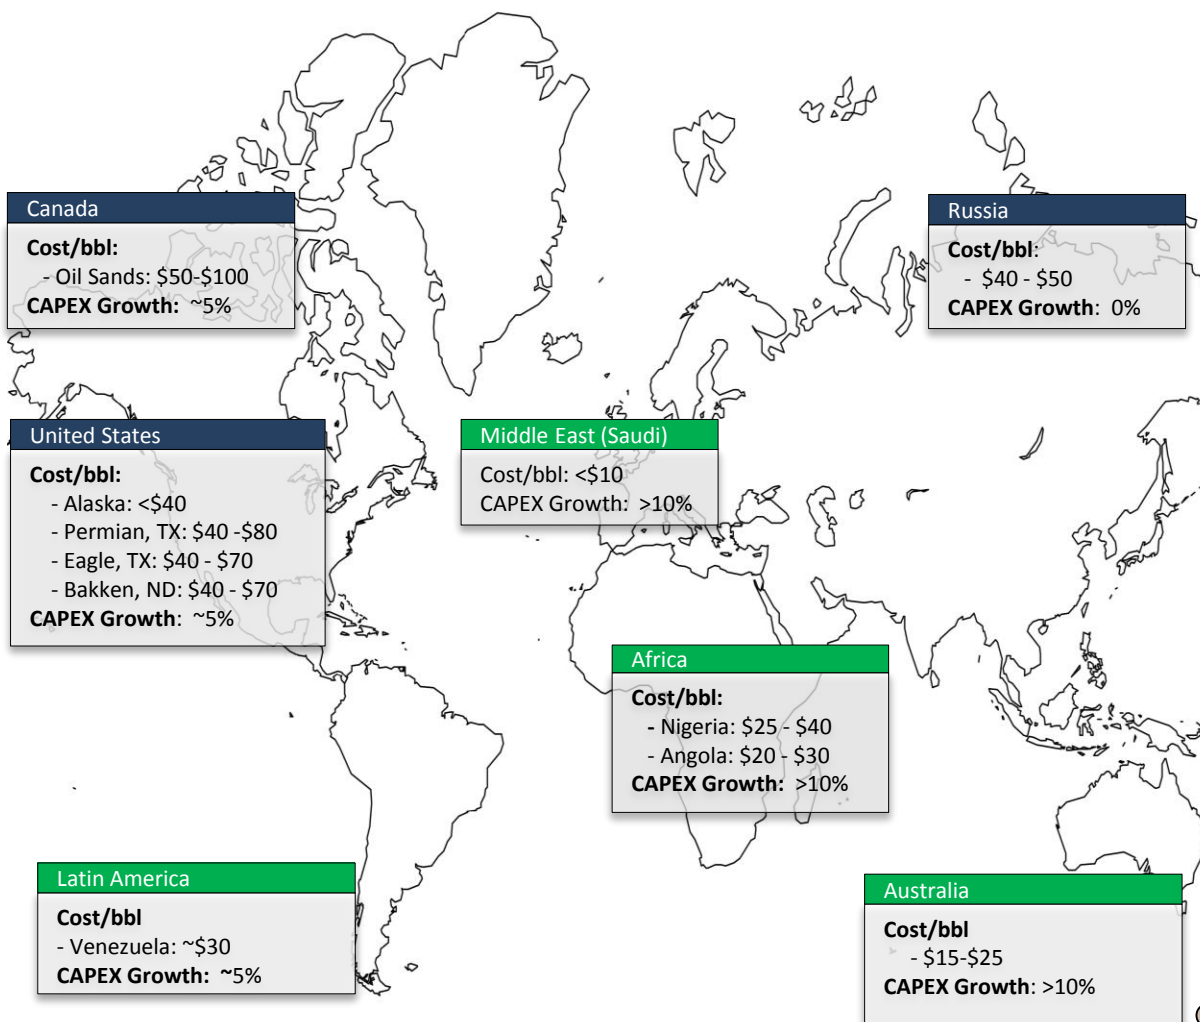 Canada
Cost/bbl:
- Oil Sands: $50-$100
CAPEX Growth: ~5%
Russia
Cost/bbl:
- $40 - $50
CAPEX Growth: 0%
United States
Cost/bbl:
- Alaska: <$40
- Permian, TX: $40 -$80
- Eagle, TX: $40 - $70
- Bakken, ND: $40 - $70
CAPEX Growth: ~5%
Middle East (Saudi)
Cost/bbl: <$10
CAPEX Growth: >10%
Africa
Cost/bbl:
- Nigeria: $25 - $40
- Angola: $20 - $30
CAPEX Growth: >10%
Latin America
Cost/bbl
- Venezuela: ~$30
CAPEX Growth: ~5%
Australia
Cost/bbl
- $15-$25
CAPEX Growth: >10%